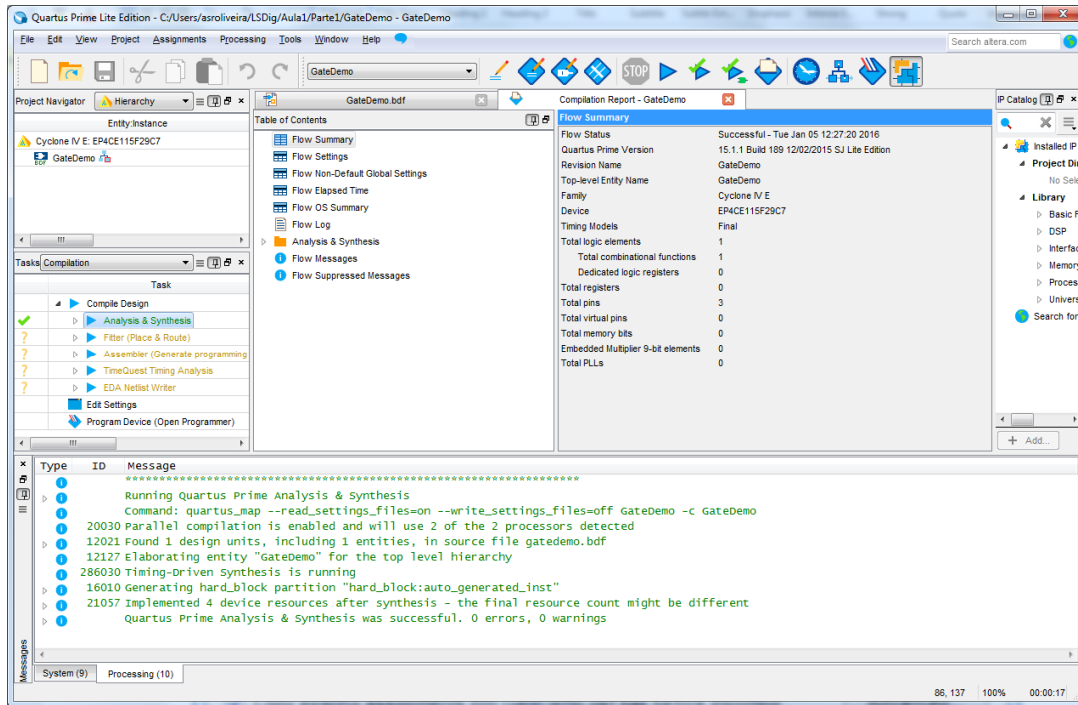 Quartus Prime Lite Edition - C:/Users/asroliveira/LSDig/Aula1/Parte1/GateDemo - GateDemo
File Edit View Project Assignments Processing Tools Window Help
Search altera.com
GateDemo
STOP
Project Navigator Hierarchy
Entity:Instance
Cyclone IV E: EP4CE115F29C7
GateDemo
Tasks Compilation
Task
Compile Design
Analysis & Synthesis
Fitter (Place & Route)
Assembler (Generate programming
TimeQuest Timing Analysis
EDA Netlist Writer
Edit Settings
Program Device (Open Programmer)
GateDemo.bdf
Compilation Report - GateDemo
Table of Contents
Flow Summary
Flow Settings
Flow Non-Default Global Settings
Flow Elapsed Time
Flow OS Summary
Flow Log
Analysis & Synthesis
Flow Messages
Flow Suppressed Messages
Flow Summary
Flow Status Successful - Tue Jan 05 12:27:20 2016
Quartus Prime Version 15.1.1 Build 189 12/02/2015 SJ Lite Edition
Revision Name GateDemo
Top-level Entity Name GateDemo
Family Cyclone IV E
Device EP4CE115F29C7
Timing Models Final
Total logic elements 1
Total combinational functions 1
Dedicated logic registers 0
Total registers 0
Total pins 3
Total virtual pins 0
Total memory bits 0
Embedded Multiplier 9-bit elements 0
Total PLLs 0
IP Catalog
Installed IP
Project Dir
No Sele
Library
Basic F
DSP
Interfac
Memory
Proces
Univers
Search for
+ Add...
Type ID Message
*******************************************************************
Running Quartus Prime Analysis & Synthesis
Command: quartus_map --read_settings_files=on --write_settings_files=off GateDemo -c GateDemo
20030 Parallel compilation is enabled and will use 2 of the 2 processors detected
12021 Found 1 design units, including 1 entities, in source file gatedemo.bdf
12127 Elaborating entity "GateDemo" for the top level hierarchy
286030 Timing-Driven Synthesis is running
16010 Generating hard_block partition "hard_block:auto_generated_inst"
21057 Implemented 4 device resources after synthesis - the final resource count might be different
Quartus Prime Analysis & Synthesis was successful. 0 errors, 0 warnings
Messages
System (9) Processing (10)
86, 137 100% 00:00:17